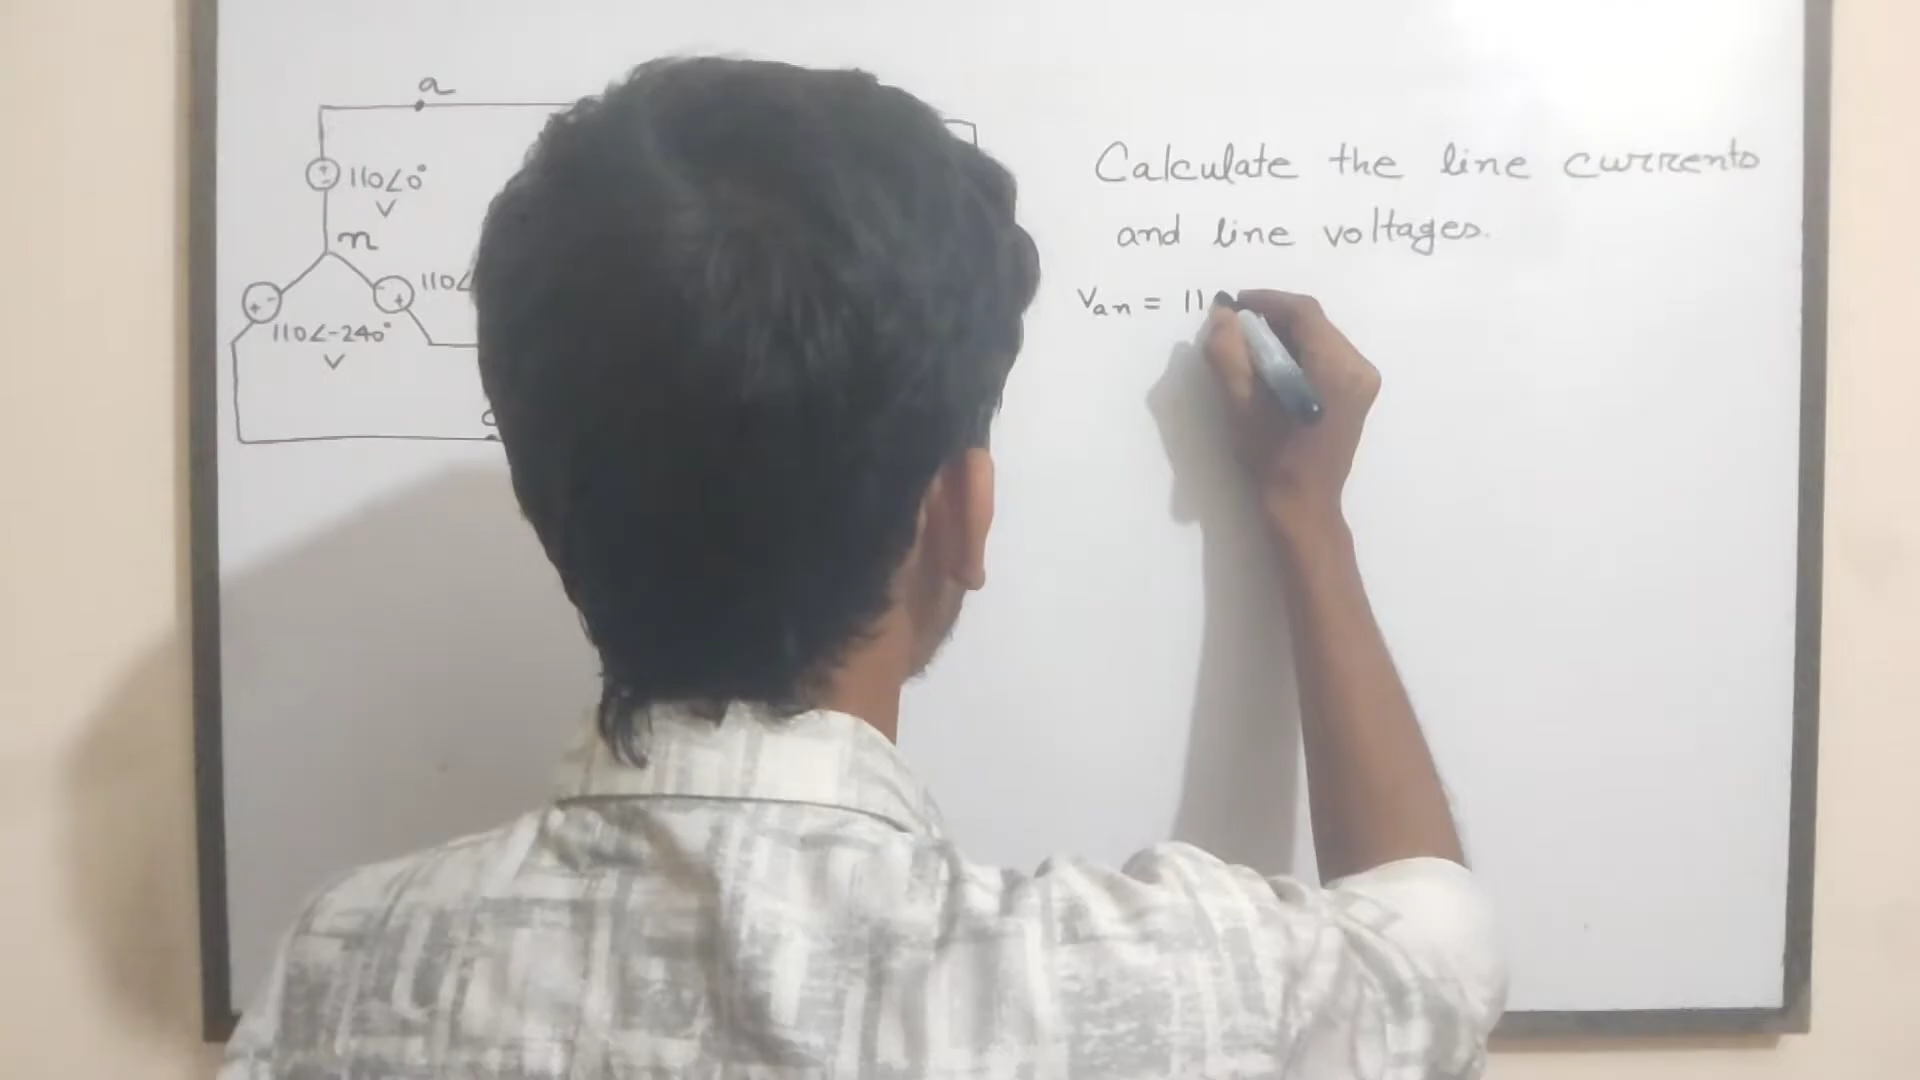 a
110∠0°
V
n
110∠
110∠-240°
V
Calculate the line currents
and line voltages.
Van = 11